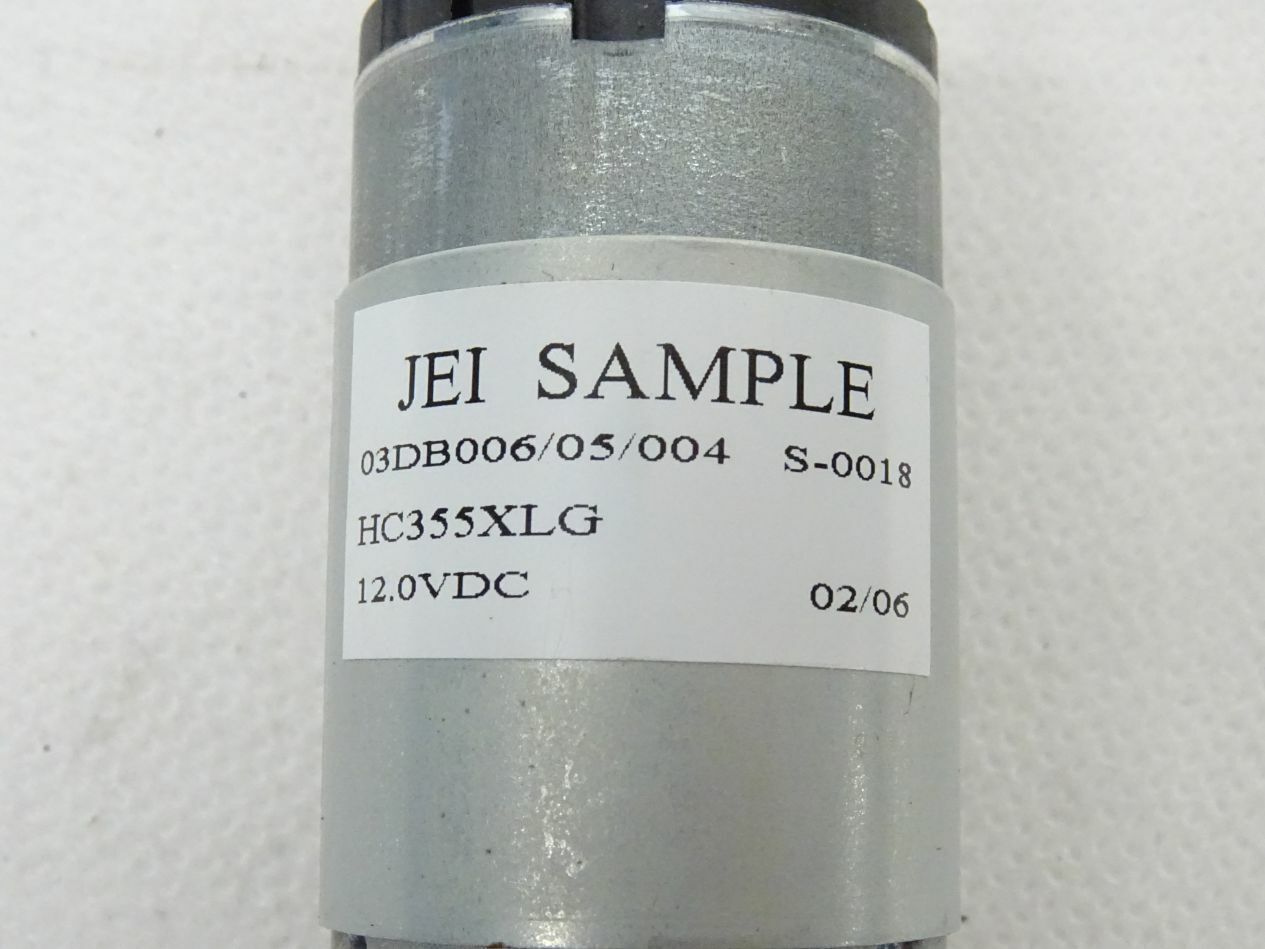 JEI SAMPLE
03DB006/05/004 S-0018
HC355XLG
12.0VDC 02/06